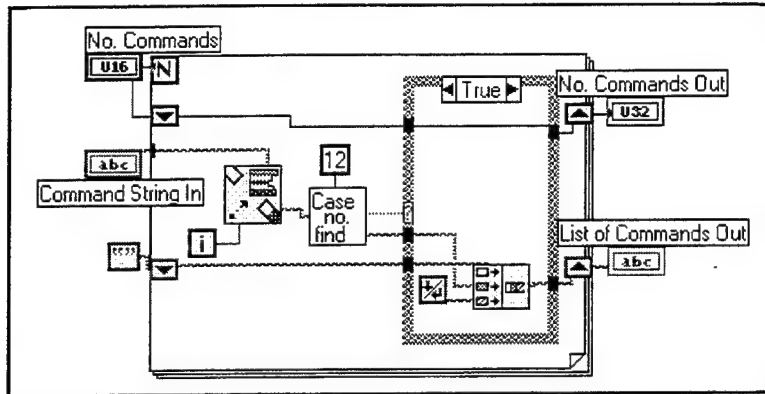 No. Commands
U16
N
True
No. Commands Out
U32
abc
Command String In
12
Case
no.
find
i
List of Commands Out
abc